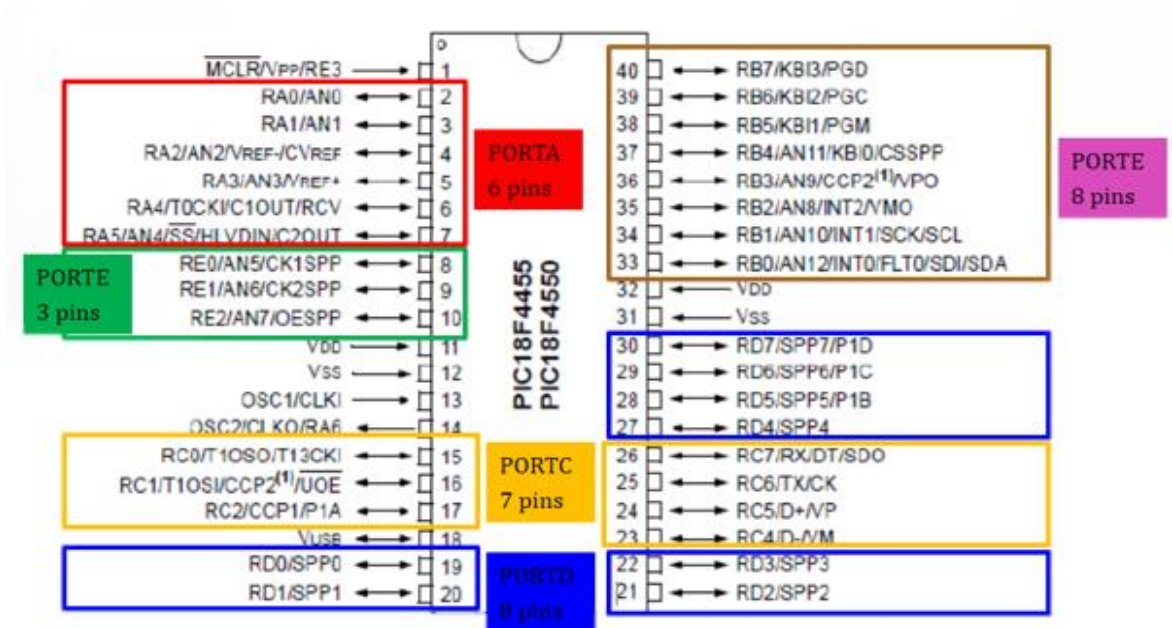 MCLR/VPP/RE3 1
RA0/AN0 2
RA1/AN1 3
RA2/AN2/VREF-/CVREF 4
RA3/AN3/VREF+ 5
RA4/T0CKI/C1OUT/RCV 6
RA5/AN4/SS/HLVDIN/C2OUT 7
RE0/AN5/CK1SPP 8
RE1/AN6/CK2SPP 9
RE2/AN7/OESPP 10
VDD 11
VSS 12
OSC1/CLKI 13
OSC2/CLKO/RA6 14
RC0/T1OSO/T13CKI 15
RC1/T1OSI/CCP2(1)/UOE 16
RC2/CCP1/P1A 17
VUSB 18
RD0/SPP0 19
RD1/SPP1 20
PORTE
3 pins
PORTA
6 pins
PIC18F4455
PIC18F4550
PORTC
7 pins
PORTD
8 pins
40 RB7/KBI3/PGD
39 RB6/KBI2/PGC
38 RB5/KBI1/PGM
37 RB4/AN11/KBI0/CSSPP
36 RB3/AN9/CCP2(1)/VPO
35 RB2/AN8/INT2/VMO
34 RB1/AN10/INT1/SCK/SCL
33 RB0/AN12/INT0/FLT0/SDI/SDA
32 VDD
31 VSS
30 RD7/SPP7/P1D
29 RD6/SPP6/P1C
28 RD5/SPP5/P1B
27 RD4/SPP4
26 RC7/RX/DT/SDO
25 RC6/TX/CK
24 RC5/D+/VP
23 RC4/D-/VM
22 RD3/SPP3
21 RD2/SPP2
PORTE
8 pins